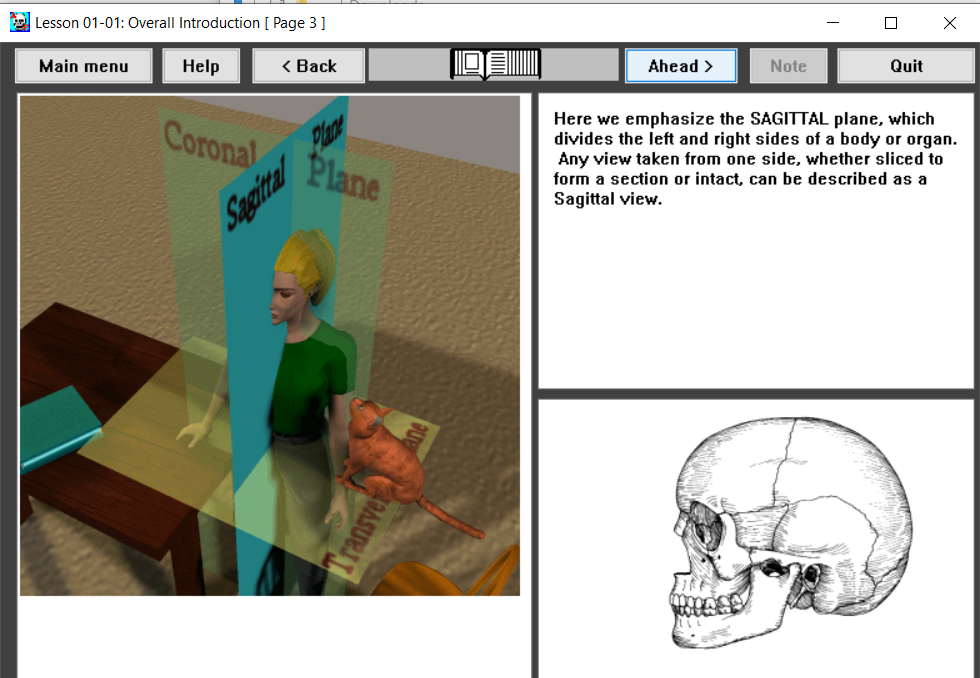 Lesson 01-01: Overall Introduction [ Page 3 ]
Main menu
Help
< Back
Ahead >
Note
Quit
Coronal
Plane
Sagittal
Plane
Here we emphasize the SAGITTAL plane, which
divides the left and right sides of a body or organ.
Any view taken from one side, whether sliced to
form a section or intact, can be described as a
Sagittal view.